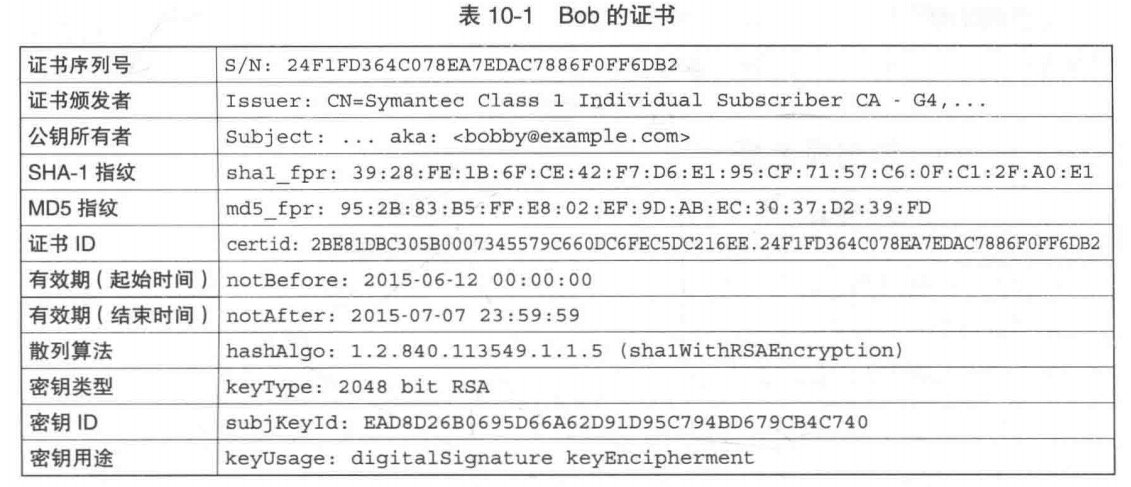 表 10-1 Bob 的证书
证书序列号 S/N: 24F1FD364C078EA7EDAC7886F0FF6DB2
证书颁发者 Issuer: CN=Symantec Class 1 Individual Subscriber CA - G4,...
公钥所有者 Subject: ... aka: <bobby@example.com>
SHA-1 指纹 sha1_fpr: 39:28:FE:1B:6F:CE:42:F7:D6:E1:95:CF:71:57:C6:0F:C1:2F:A0:E1
MD5 指纹 md5_fpr: 95:2B:83:B5:FF:E8:02:EF:9D:AB:EC:30:37:D2:39:FD
证书 ID certid: 2BE81DBC305B0007345579C660DC6FEC5DC216EE.24F1FD364C078EA7EDAC7886F0FF6DB2
有效期（起始时间） notBefore: 2015-06-12 00:00:00
有效期（结束时间） notAfter: 2015-07-07 23:59:59
散列算法 hashAlgo: 1.2.840.113549.1.1.5 (sha1WithRSAEncryption)
密钥类型 keyType: 2048 bit RSA
密钥 ID subjKeyId: EAD8D26B0695D66A62D91D95C794BD679CB4C740
密钥用途 keyUsage: digitalSignature keyEncipherment